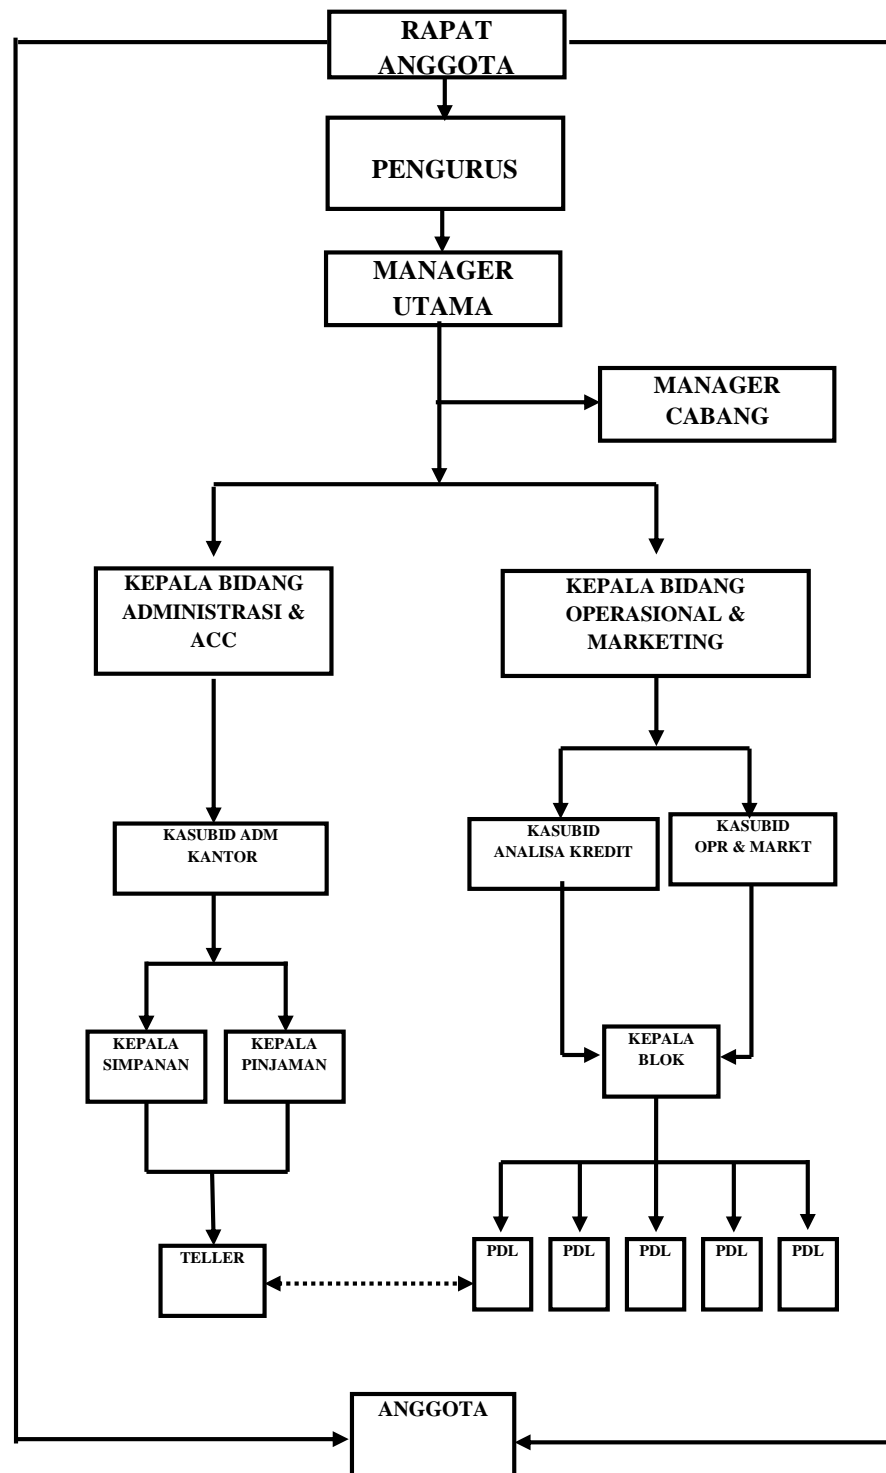 RAPAT
ANGGOTA
PENGURUS
MANAGER
UTAMA
MANAGER
CABANG
KEPALA BIDANG
ADMINISTRASI &
ACC
KEPALA BIDANG
OPERASIONAL &
MARKETING
KASUBID ADM
KANTOR
KASUBID
ANALISA KREDIT
KASUBID
OPR & MARKT
KEPALA
SIMPANAN
KEPALA
PINJAMAN
KEPALA
BLOK
TELLER
PDL
PDL
PDL
PDL
PDL
ANGGOTA